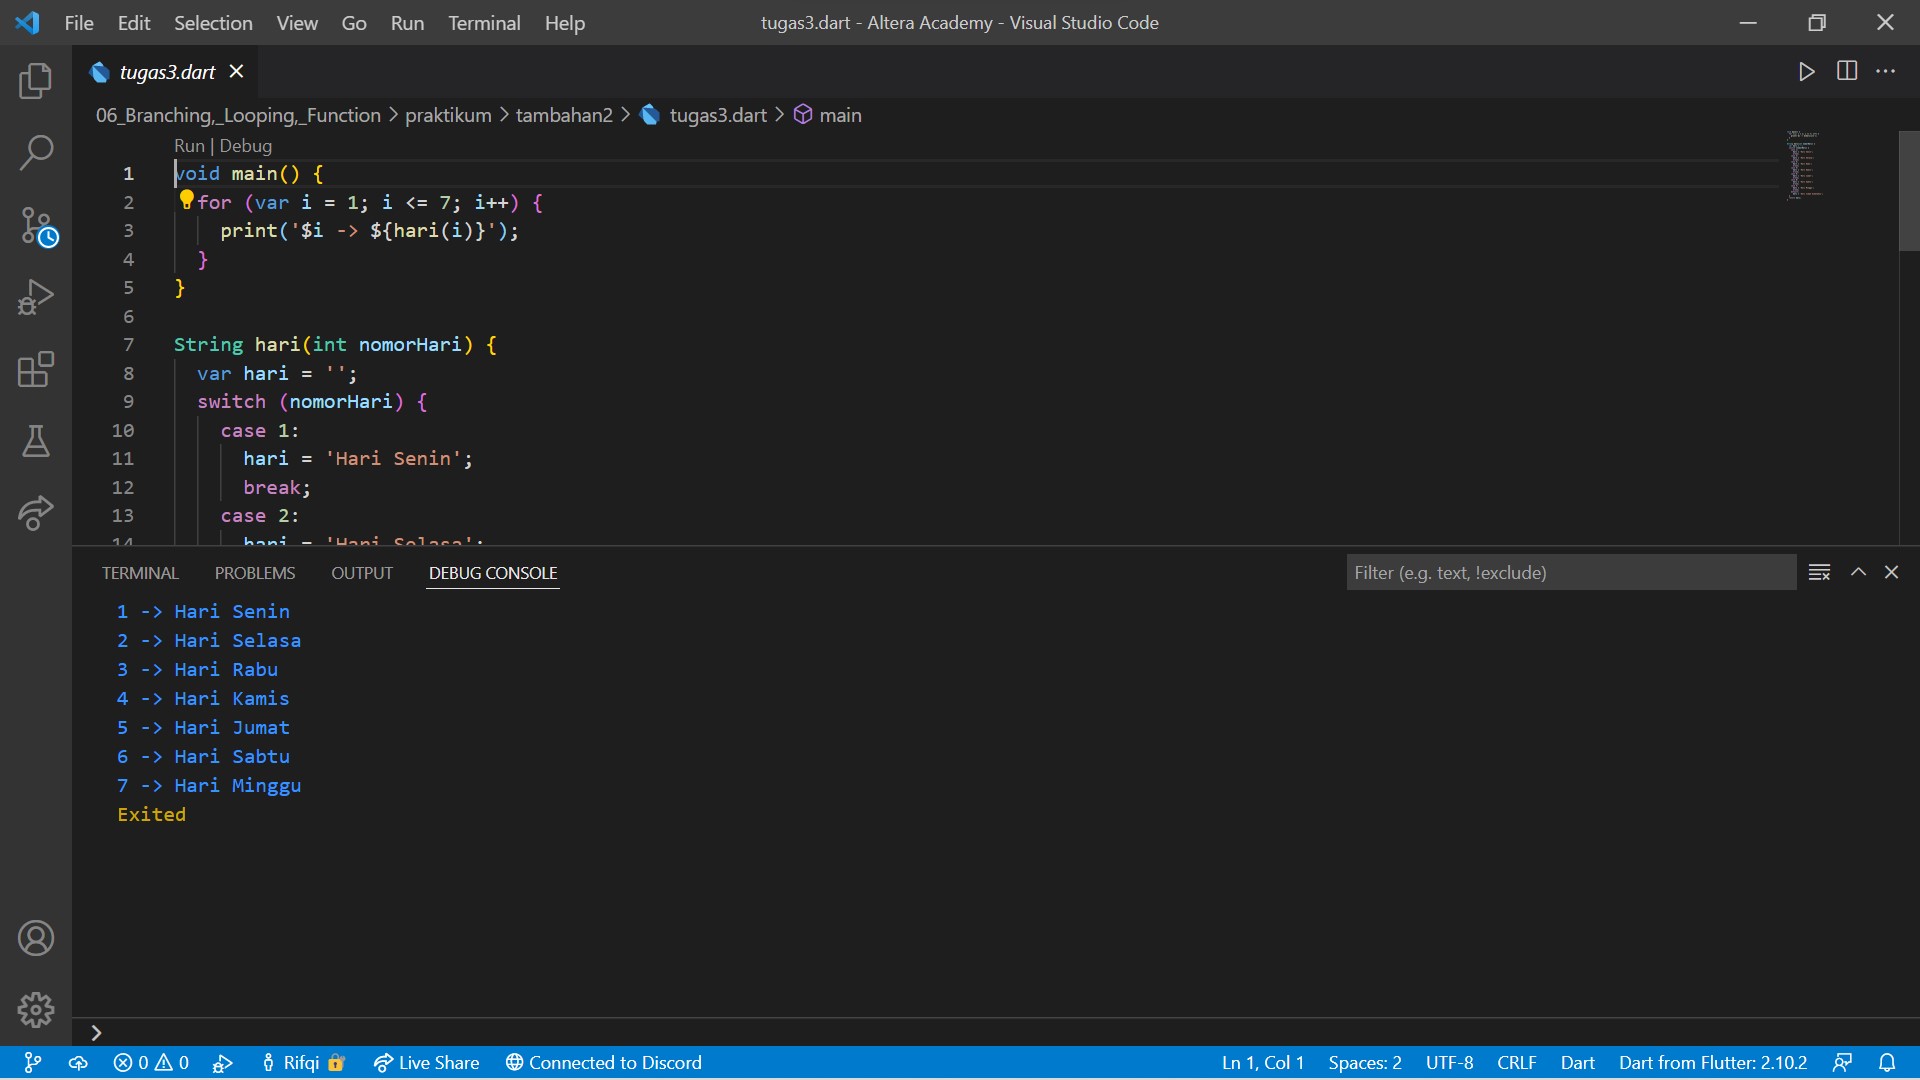 File Edit Selection View Go Run Terminal Help tugas3.dart - Altera Academy - Visual Studio Code
tugas3.dart
06_Branching,_Looping,_Function > praktikum > tambahan2 > tugas3.dart > main
Run | Debug
1 void main() {
2 for (var i = 1; i <= 7; i++) {
3 print('$i -> ${hari(i)}');
4 }
5 }
6
7 String hari(int nomorHari) {
8 var hari = '';
9 switch (nomorHari) {
10 case 1:
11 hari = 'Hari Senin';
12 break;
13 case 2:
14 hari = 'Hari Selasa';
TERMINAL PROBLEMS OUTPUT DEBUG CONSOLE Filter (e.g. text, !exclude)
1 -> Hari Senin
2 -> Hari Selasa
3 -> Hari Rabu
4 -> Hari Kamis
5 -> Hari Jumat
6 -> Hari Sabtu
7 -> Hari Minggu
Exited
>
0 0 Rifqi Live Share Connected to Discord Ln 1, Col 1 Spaces: 2 UTF-8 CRLF Dart Dart from Flutter: 2.10.2